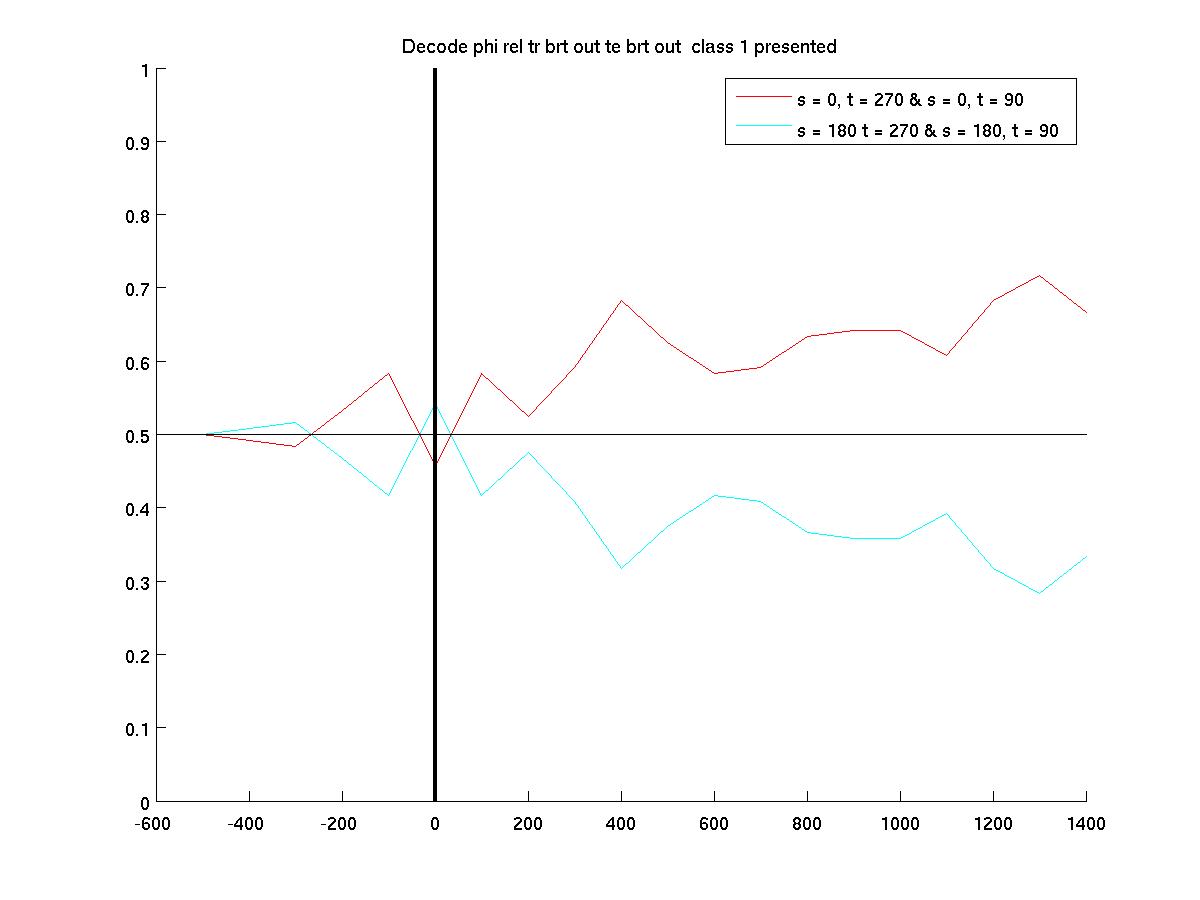 Decode phi rel tr brt out te brt out  class 1 presented
s = 0, t = 270 & s = 0, t = 90
s = 180 t = 270 & s = 180, t = 90
1
0.9
0.8
0.7
0.6
0.5
0.4
0.3
0.2
0.1
0
-600 -400 -200 0 200 400 600 800 1000 1200 1400